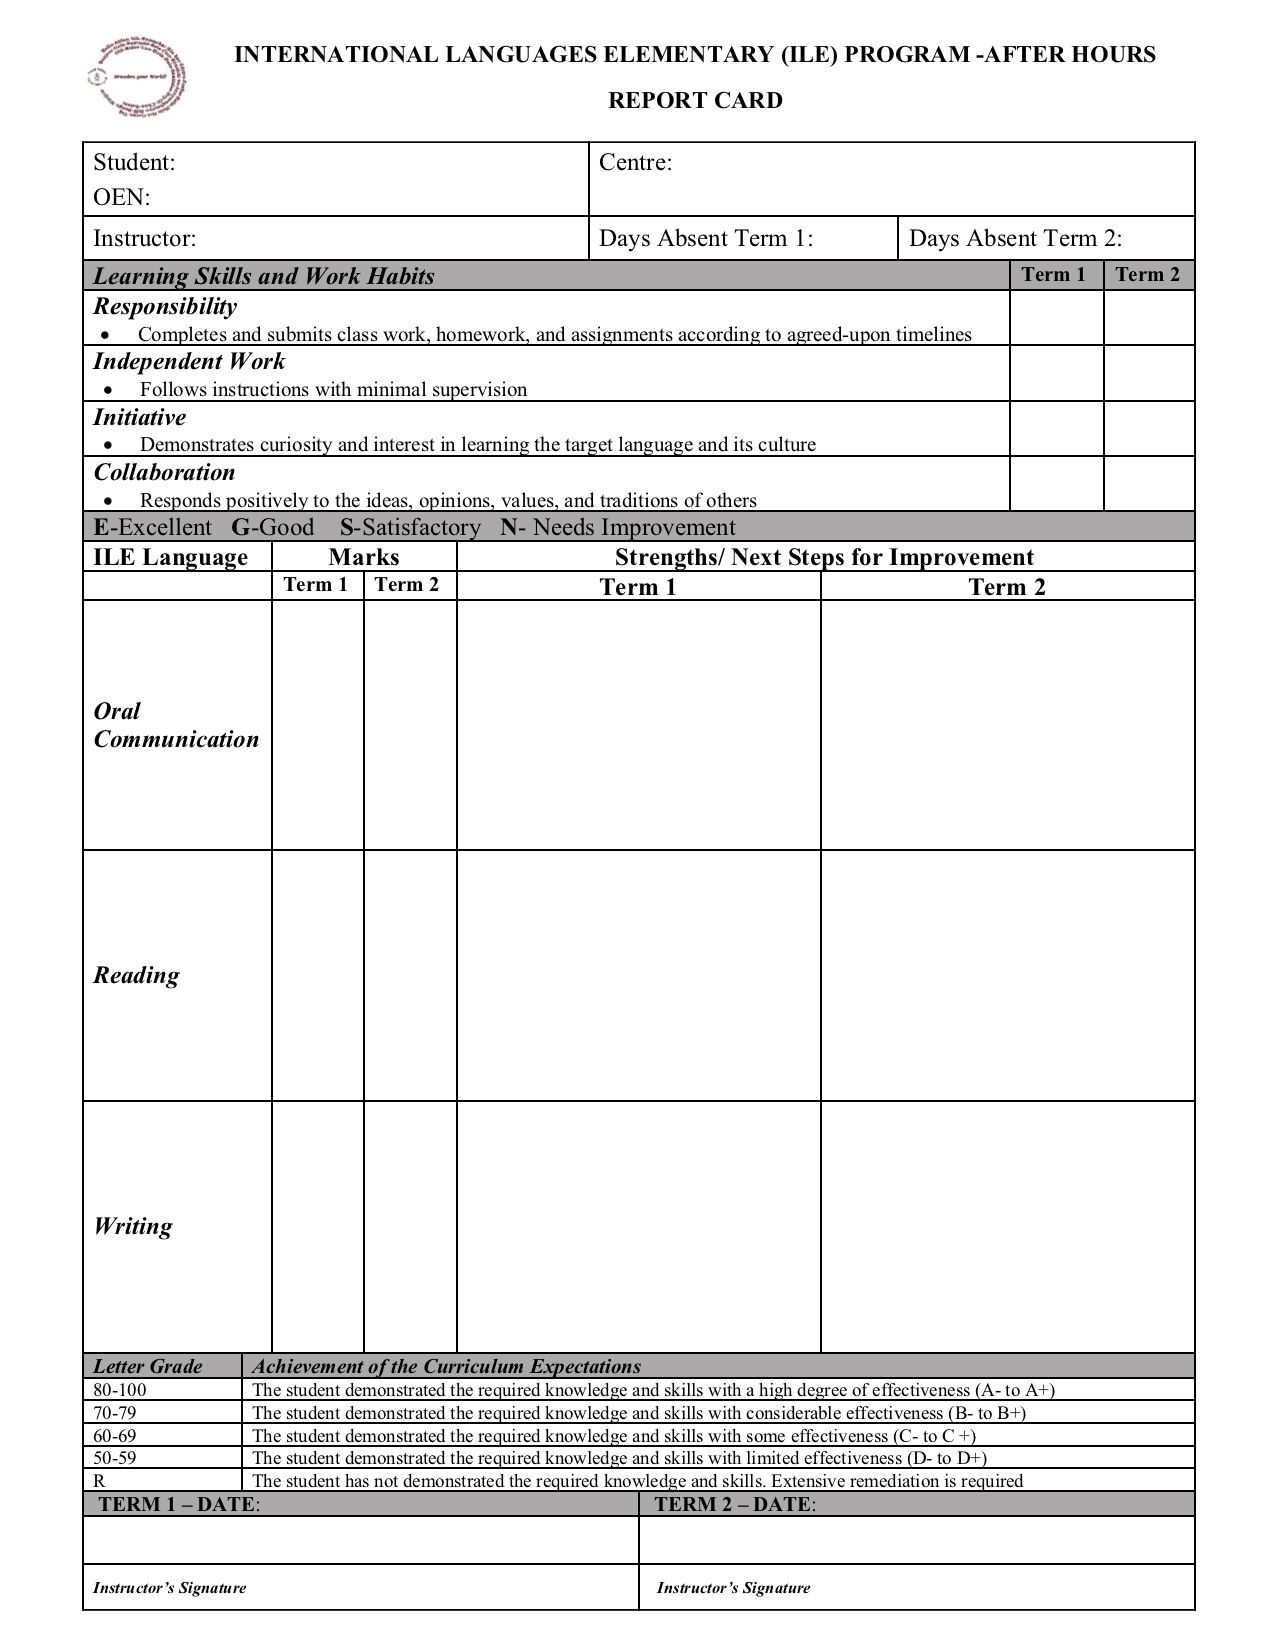 INTERNATIONAL LANGUAGES ELEMENTARY (ILE) PROGRAM -AFTER HOURS
REPORT CARD
Student:
OEN:
Centre:
Instructor:
Days Absent Term 1:
Days Absent Term 2:
Learning Skills and Work Habits
Term 1
Term 2
Responsibility
• Completes and submits class work, homework, and assignments according to agreed-upon timelines
Independent Work
• Follows instructions with minimal supervision
Initiative
• Demonstrates curiosity and interest in learning the target language and its culture
Collaboration
• Responds positively to the ideas, opinions, values, and traditions of others
E-Excellent G-Good S-Satisfactory N- Needs Improvement
ILE Language
Marks
Strengths/ Next Steps for Improvement
Term 1
Term 2
Term 1
Term 2
Oral
Communication
Reading
Writing
Letter Grade
Achievement of the Curriculum Expectations
80-100
The student demonstrated the required knowledge and skills with a high degree of effectiveness (A- to A+)
70-79
The student demonstrated the required knowledge and skills with considerable effectiveness (B- to B+)
60-69
The student demonstrated the required knowledge and skills with some effectiveness (C- to C +)
50-59
The student demonstrated the required knowledge and skills with limited effectiveness (D- to D+)
R
The student has not demonstrated the required knowledge and skills. Extensive remediation is required
TERM 1 – DATE:
TERM 2 – DATE:
Instructor's Signature
Instructor's Signature